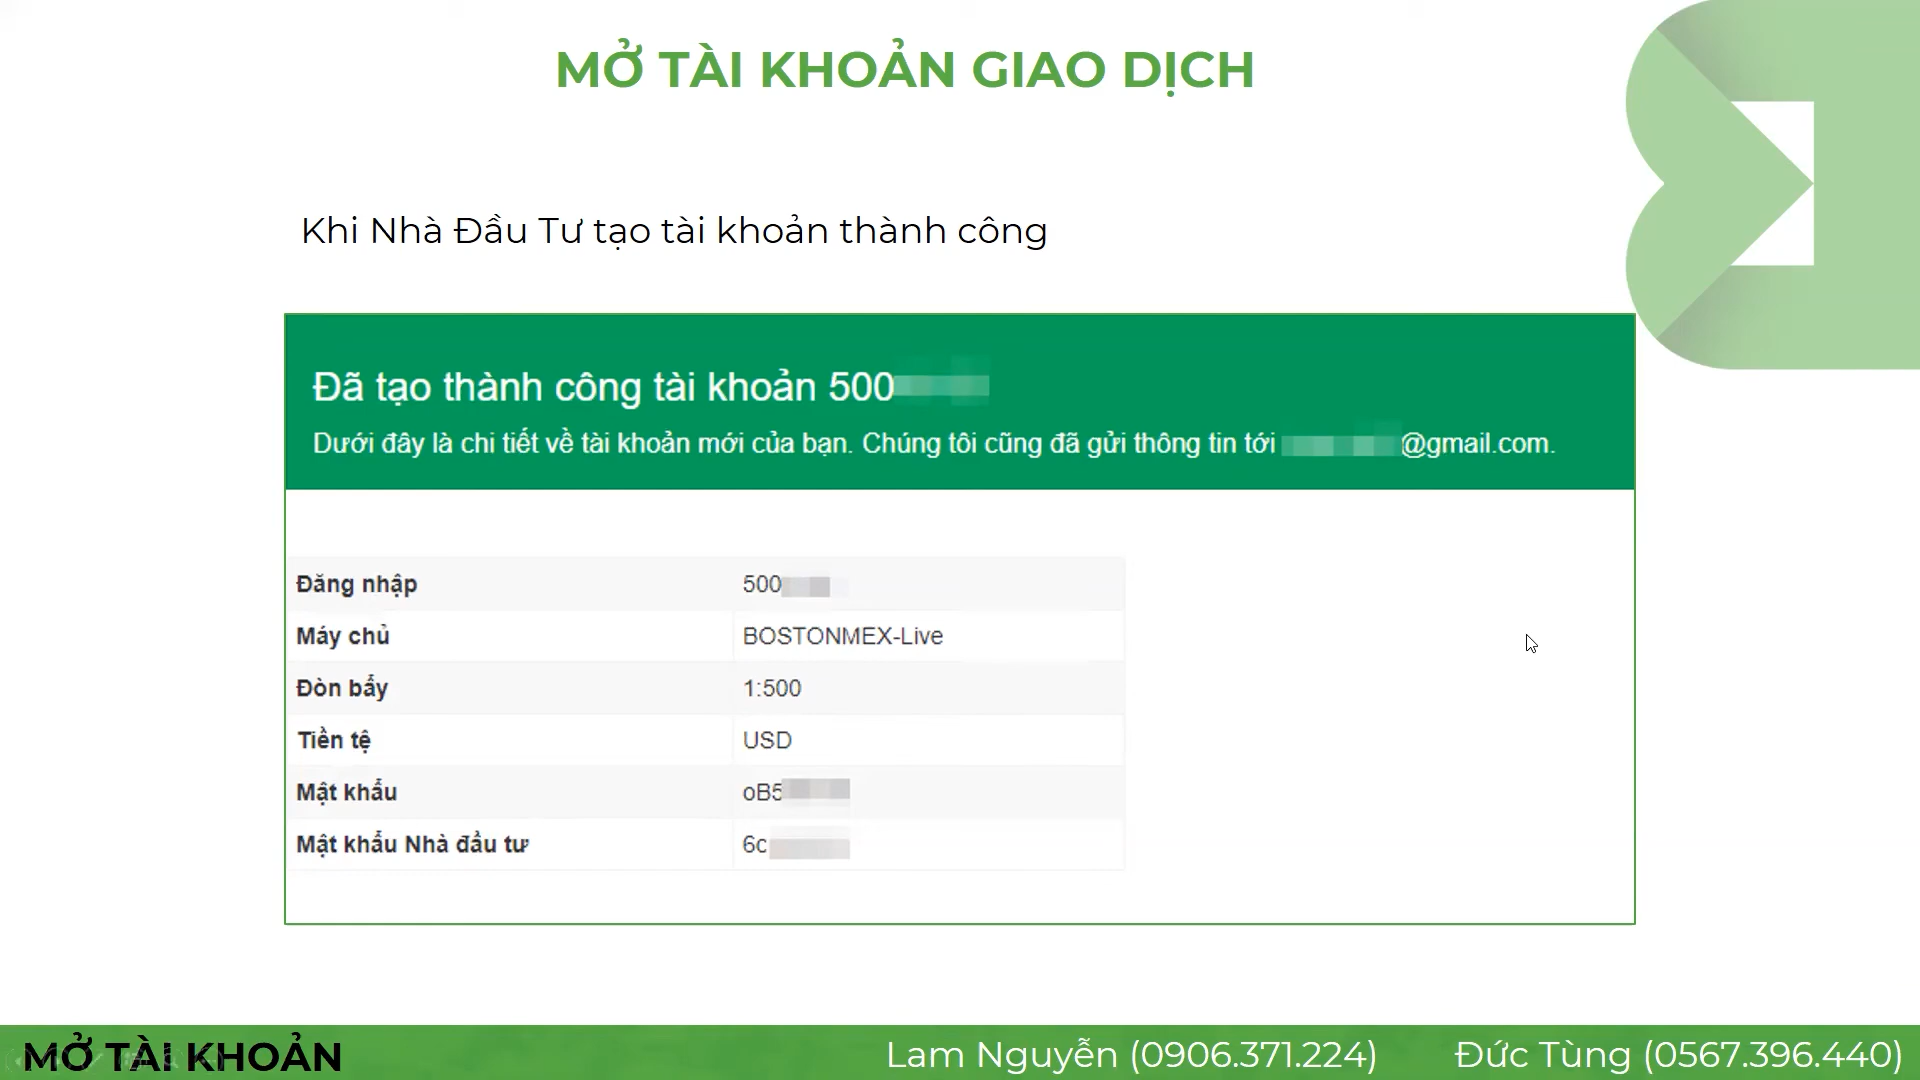 MỞ TÀI KHOẢN GIAO DỊCH
Khi Nhà Đầu Tư tạo tài khoản thành công
Đã tạo thành công tài khoản 500
Dưới đây là chi tiết về tài khoản mới của bạn. Chúng tôi cũng đã gửi thông tin tới @gmail.com.
Đăng nhập 500
Máy chủ BOSTONMEX-Live
Đòn bẩy 1:500
Tiền tệ USD
Mật khẩu oB5
Mật khẩu Nhà đầu tư 6c
MỞ TÀI KHOẢN Lam Nguyễn (0906.371.224) Đức Tùng (0567.396.440)